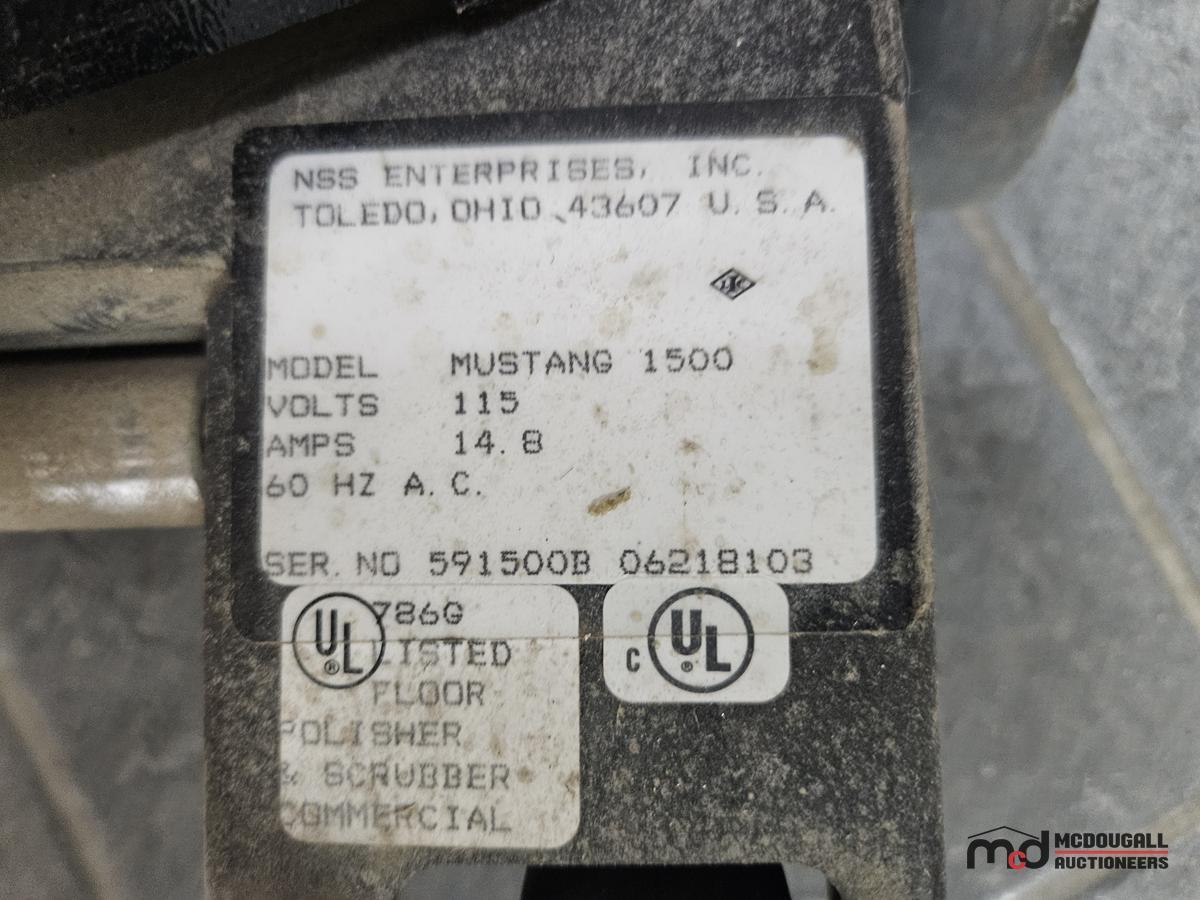 NSS ENTERPRISES, INC.
TOLEDO, OHIO 43607 U.S.A.
MODEL MUSTANG 1500
VOLTS 115
AMPS 14.8
60 HZ A.C.
SER. NO 591500B 06218103
UL ® 786G
LISTED
FLOOR
POLISHER
& SCRUBBER
COMMERCIAL
C UL ®
mcd MCDOUGALL
AUCTIONEERS